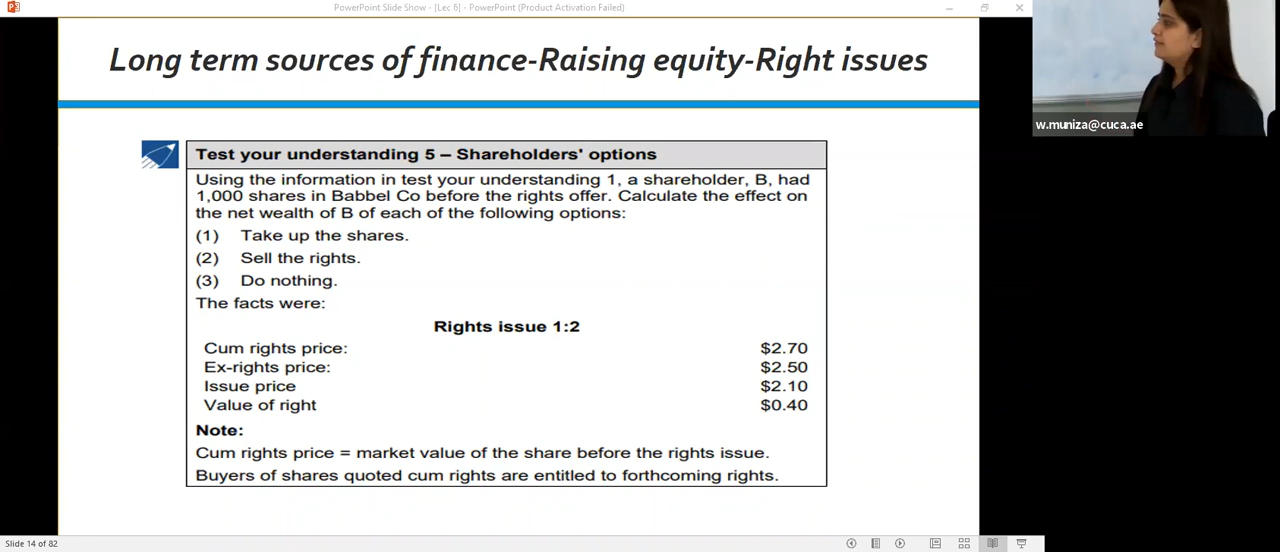 PowerPoint Slide Show - [Lec 6] - PowerPoint (Product Activation Failed)
Long term sources of finance-Raising equity-Right issues
w.muniza@cuca.ae
Test your understanding 5 – Shareholders' options
Using the information in test your understanding 1, a shareholder, B, had
1,000 shares in Babbel Co before the rights offer. Calculate the effect on
the net wealth of B of each of the following options:
(1) Take up the shares.
(2) Sell the rights.
(3) Do nothing.
The facts were:
Rights issue 1:2
Cum rights price: $2.70
Ex-rights price: $2.50
Issue price $2.10
Value of right $0.40
Note:
Cum rights price = market value of the share before the rights issue.
Buyers of shares quoted cum rights are entitled to forthcoming rights.
Slide 14 of 82